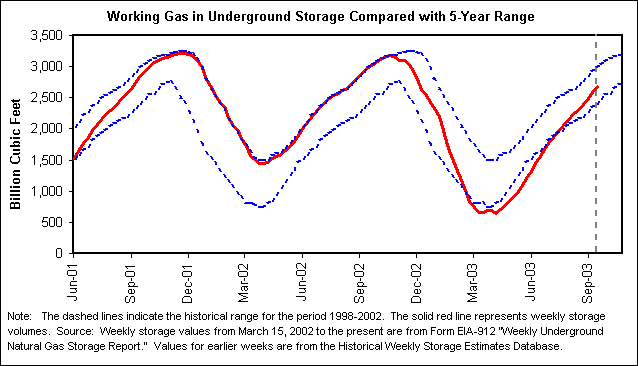 Working Gas in Underground Storage Compared with 5-Year Range
Billion Cubic Feet
3,500
3,000
2,500
2,000
1,500
1,000
500
0
Jun-01
Sep-01
Dec-01
Mar-02
Jun-02
Sep-02
Dec-02
Mar-03
Jun-03
Sep-03
Note: The dashed lines indicate the historical range for the period 1998-2002. The solid red line represents weekly storage
volumes. Source: Weekly storage values from March 15, 2002 to the present are from Form EIA-912 "Weekly Underground
Natural Gas Storage Report." Values for earlier weeks are from the Historical Weekly Storage Estimates Database.